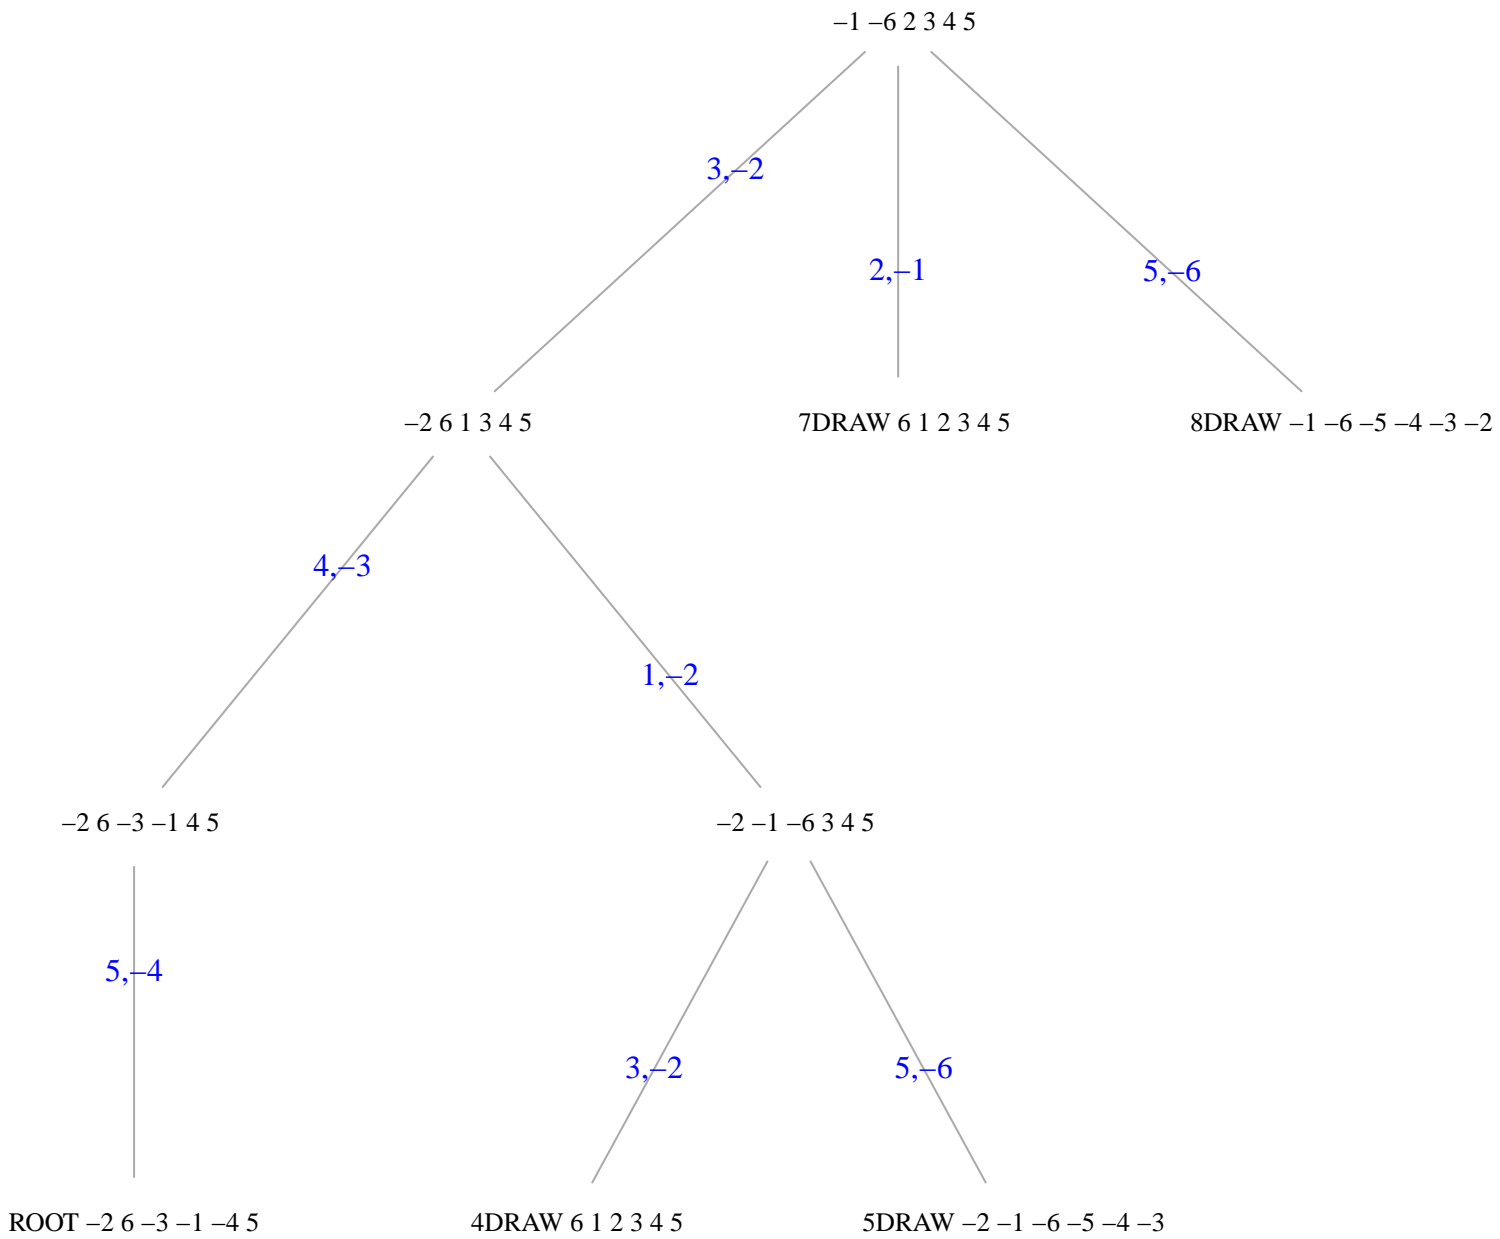 –1 –6 2 3 4 5
3,–2
2,–1
5,–6
–2 6 1 3 4 5
7DRAW 6 1 2 3 4 5
8DRAW –1 –6 –5 –4 –3 –2
4,–3
1,–2
–2 6 –3 –1 4 5
–2 –1 –6 3 4 5
5,–4
3,–2
5,–6
ROOT –2 6 –3 –1 –4 5
4DRAW 6 1 2 3 4 5
5DRAW –2 –1 –6 –5 –4 –3